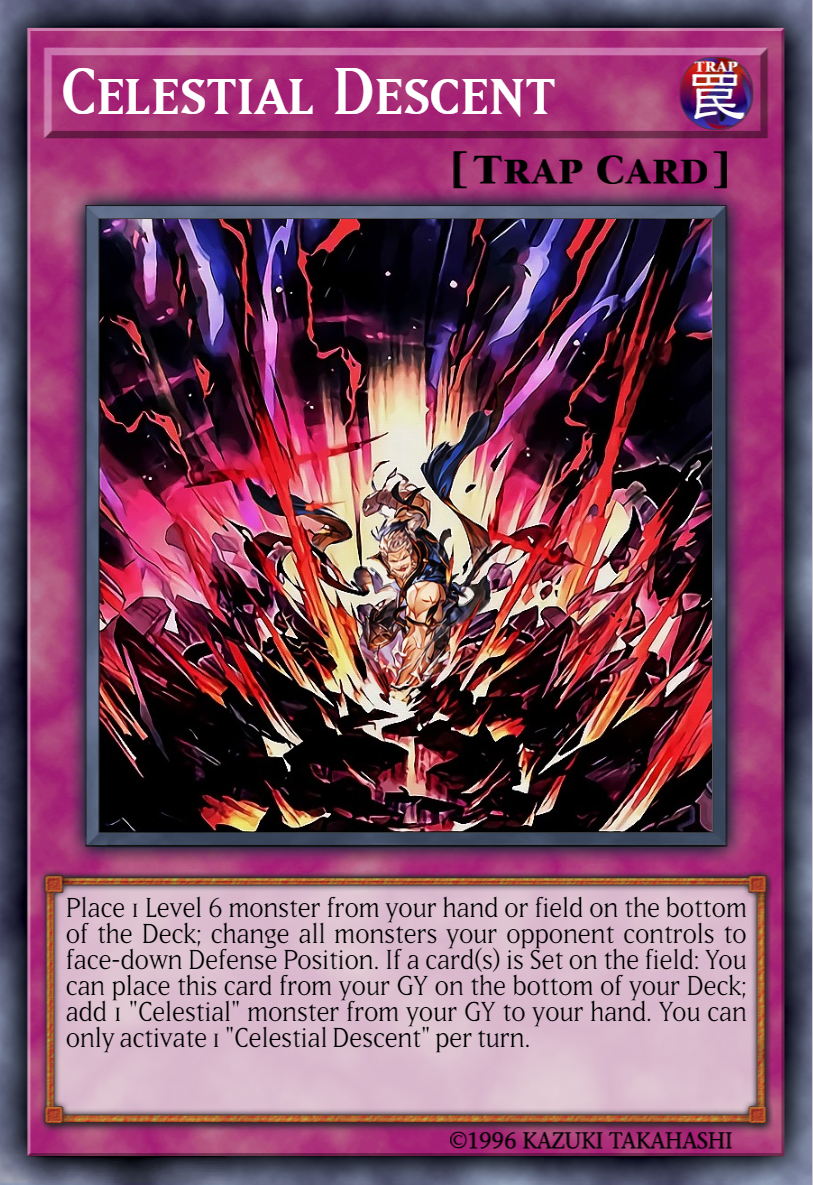 Celestial Descent
TRAP
罠
[Trap Card]
Place 1 Level 6 monster from your hand or field on the bottom
of the Deck; change all monsters your opponent controls to
face-down Defense Position. If a card(s) is Set on the field: You
can place this card from your GY on the bottom of your Deck;
add 1 "Celestial" monster from your GY to your hand. You can
only activate 1 "Celestial Descent" per turn.
©1996 KAZUKI TAKAHASHI